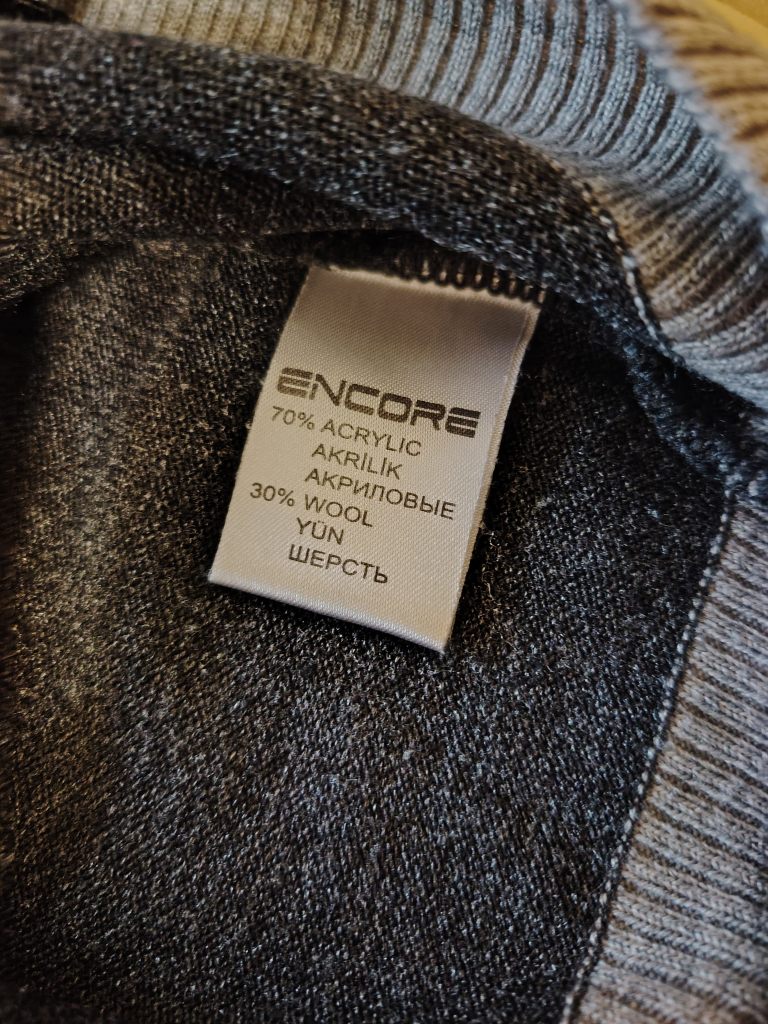 ENCORE
70% ACRYLIC
AKRİLİK
АКРИЛОВЫЕ
30% WOOL
YÜN
ШЕРСТЬ